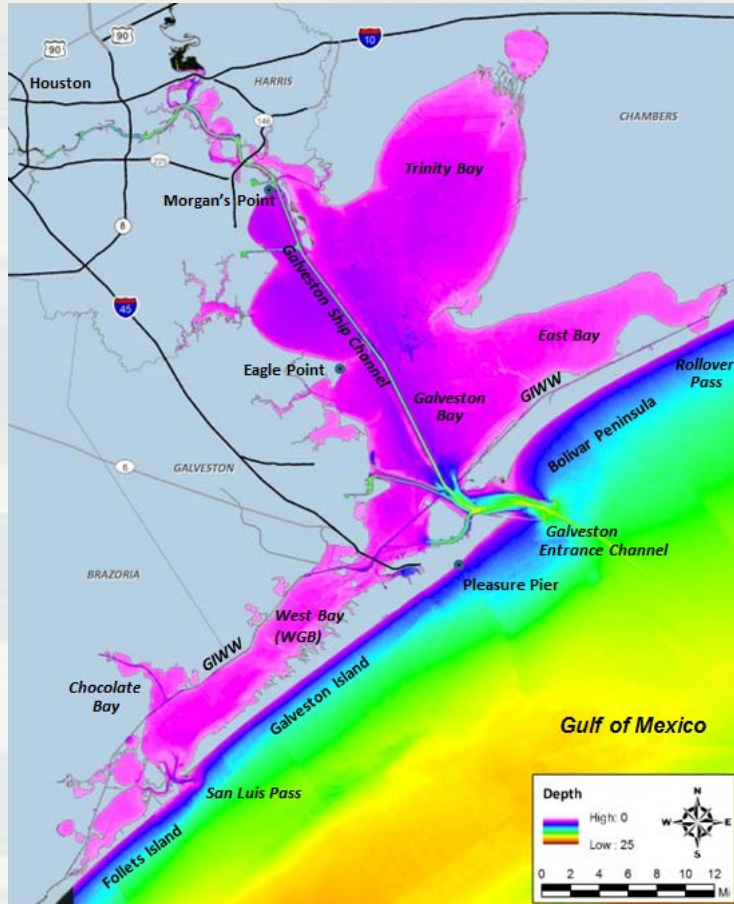 90
90
10
Houston
HARRIS
146
CHAMBERS
225
Trinity Bay
Morgan's Point
8
Galveston Ship Channel
45
East Bay
Eagle Point
Rollover
Pass
GIWW
Galveston
Bay
Bolivar Peninsula
6
GALVESTON
Galveston
Entrance Channel
BRAZORIA
Pleasure Pier
West Bay
(WGB)
GIWW
Chocolate
Bay
Galveston Island
Gulf of Mexico
San Luis Pass
Follets Island
Depth
High: 0
Low : 25
N
W
E
S
0 2 4 6 8 10 12
Mi